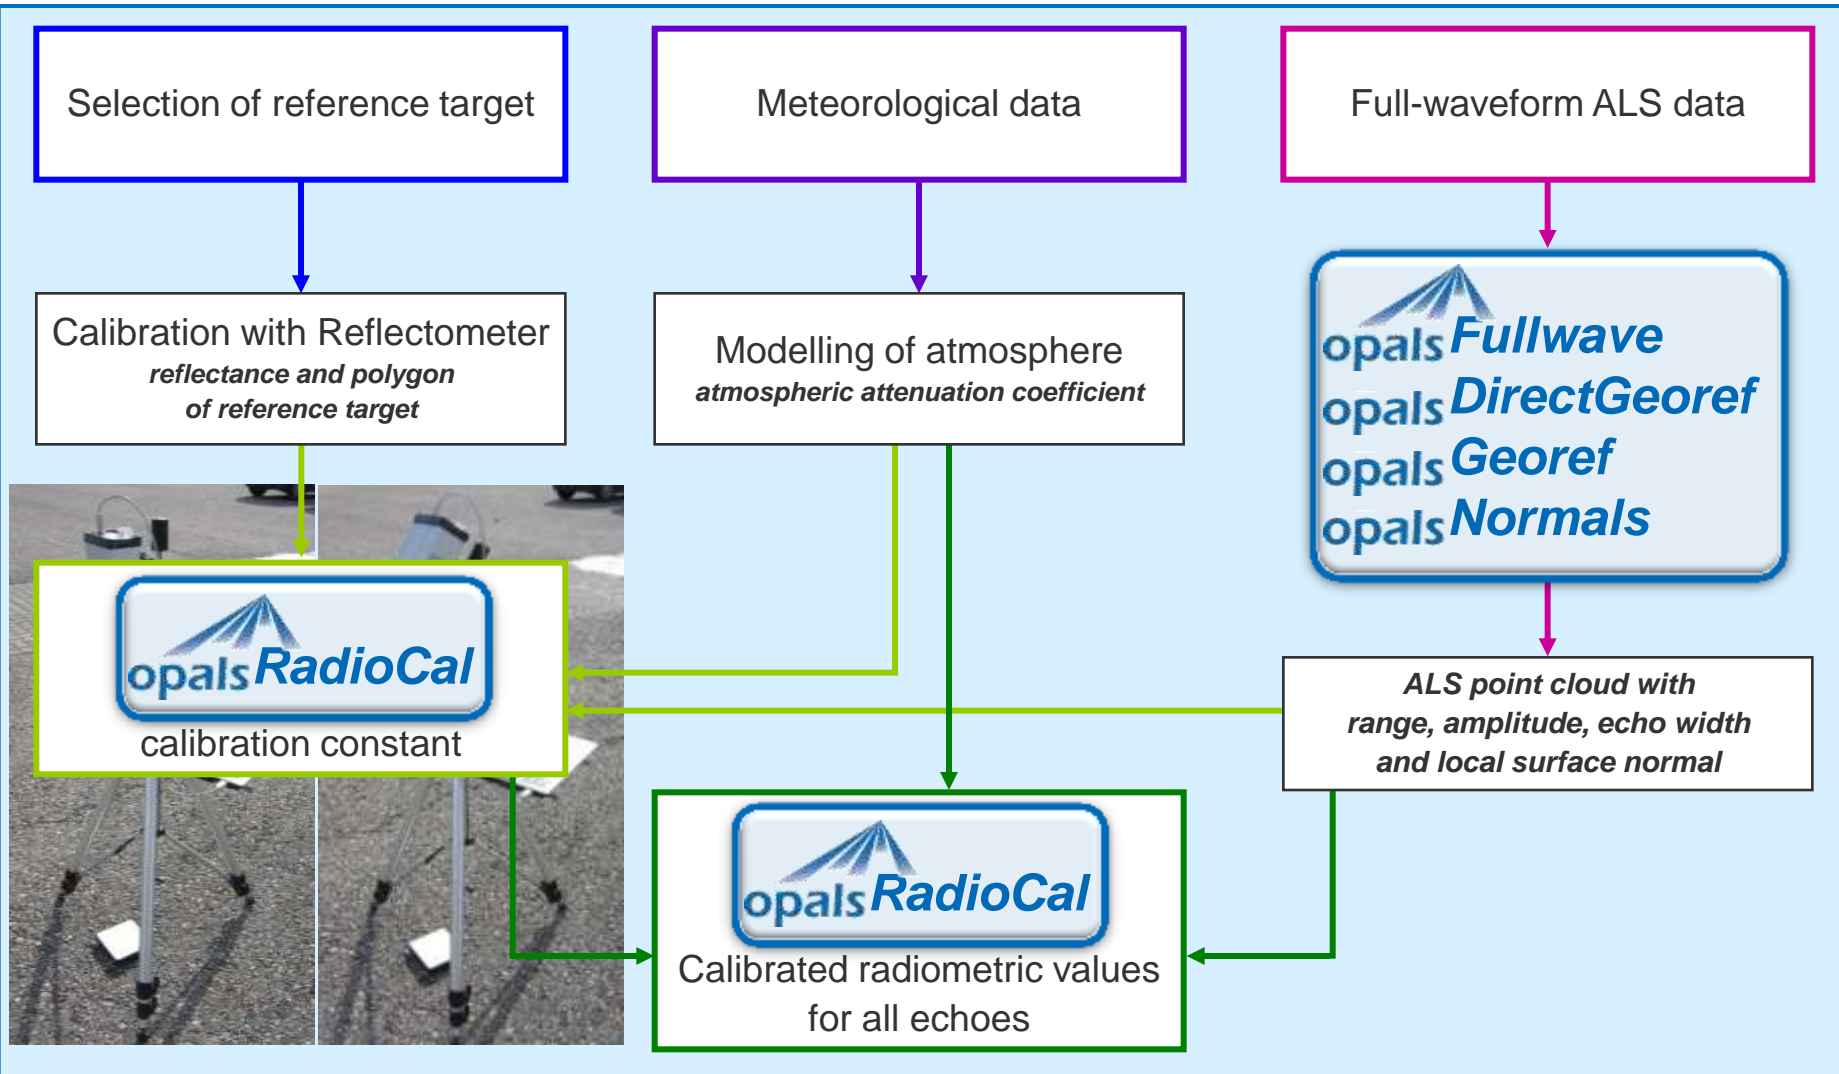 Selection of reference target
Meteorological data
Full-waveform ALS data
Calibration with Reflectometer
reflectance and polygon
of reference target
Modelling of atmosphere
atmospheric attenuation coefficient
opals Fullwave
opals DirectGeoref
opals Georef
opals Normals
opals RadioCal
calibration constant
ALS point cloud with
range, amplitude, echo width
and local surface normal
opals RadioCal
Calibrated radiometric values
for all echoes